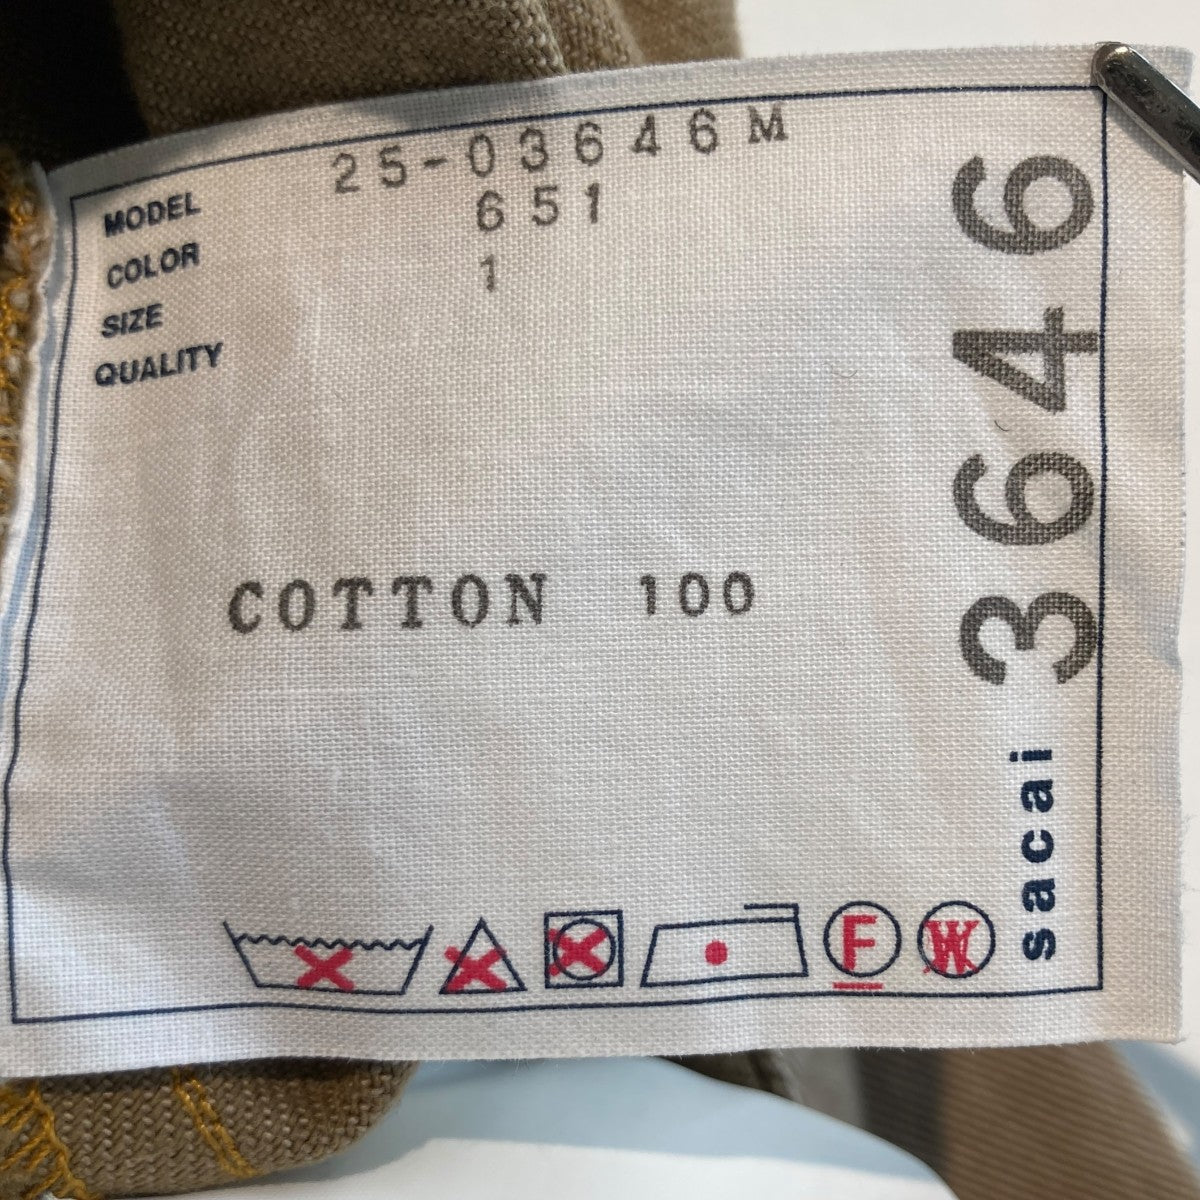 MODEL 25-03646M
COLOR 651
SIZE 1
QUALITY
COTTON 100
F
W
sacai 3646